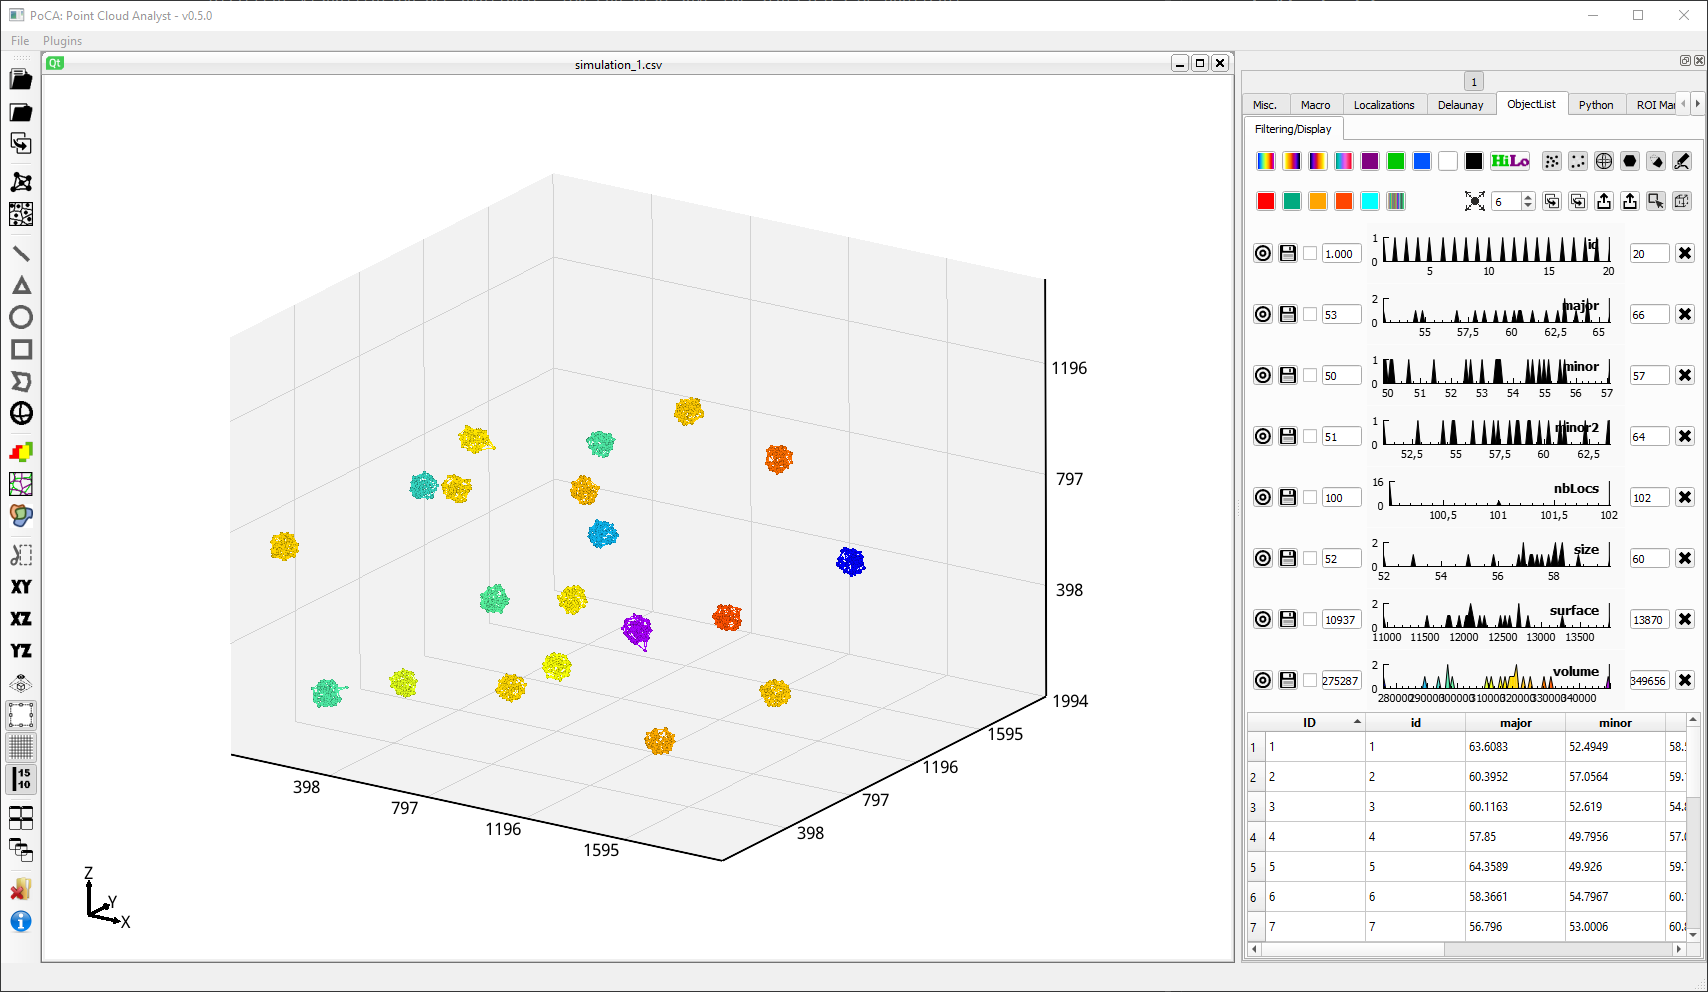 PoCA: Point Cloud Analyst - v0.5.0
File Plugins
Qt simulation_1.csv
1
Misc. Macro Localizations Delaunay ObjectList Python ROI Mar
Filtering/Display
HiLo
6
1.000 1 0 5 10 15 20 id 20
53 2 0 55 57,5 60 62,5 65 major 66
50 1 0 50 51 52 53 54 55 56 57 minor 57
51 1 0 52,5 55 57,5 60 62,5 minor2 64
100 16 0 100,5 101 101,5 102 nbLocs 102
52 2 0 52 54 56 58 size 60
10937 2 0 11000 11500 12000 12500 13000 13500 surface 13870
275287 2 0 280000 290000 300000 310000 320000 330000 340000 volume 349656
ID id major minor
1 1 1 63.6083 52.4949
2 2 2 60.3952 57.0564
3 3 3 60.1163 52.619
4 4 4 57.85 49.7956
5 5 5 64.3589 49.926
6 6 6 58.3661 54.7967
7 7 7 56.796 53.0006
XY
XZ
YZ
15
10
1196
797
398
1994
1595
1196
797
398
398
797
1196
1595
Z
Y
X